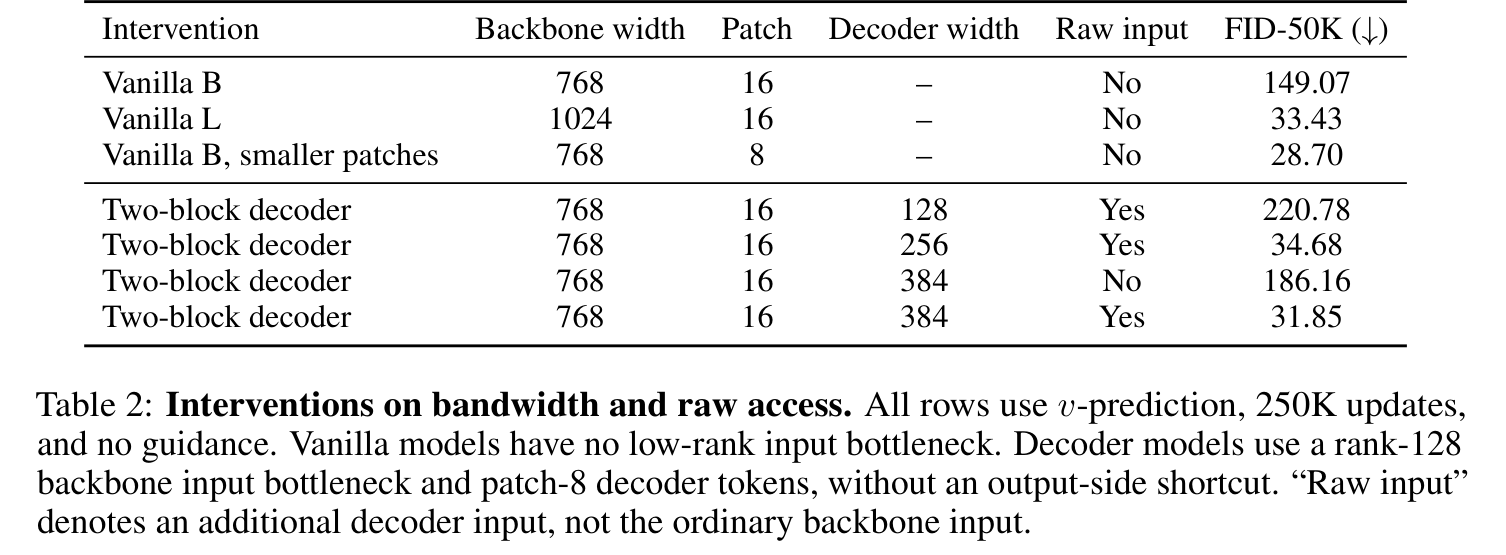 Intervention Backbone width Patch Decoder width Raw input FID-50K (↓)
Vanilla B 768 16 – No 149.07
Vanilla L 1024 16 – No 33.43
Vanilla B, smaller patches 768 8 – No 28.70
Two-block decoder 768 16 128 Yes 220.78
Two-block decoder 768 16 256 Yes 34.68
Two-block decoder 768 16 384 No 186.16
Two-block decoder 768 16 384 Yes 31.85
Table 2: Interventions on bandwidth and raw access. All rows use v-prediction, 250K updates,
and no guidance. Vanilla models have no low-rank input bottleneck. Decoder models use a rank-128
backbone input bottleneck and patch-8 decoder tokens, without an output-side shortcut. “Raw input”
denotes an additional decoder input, not the ordinary backbone input.